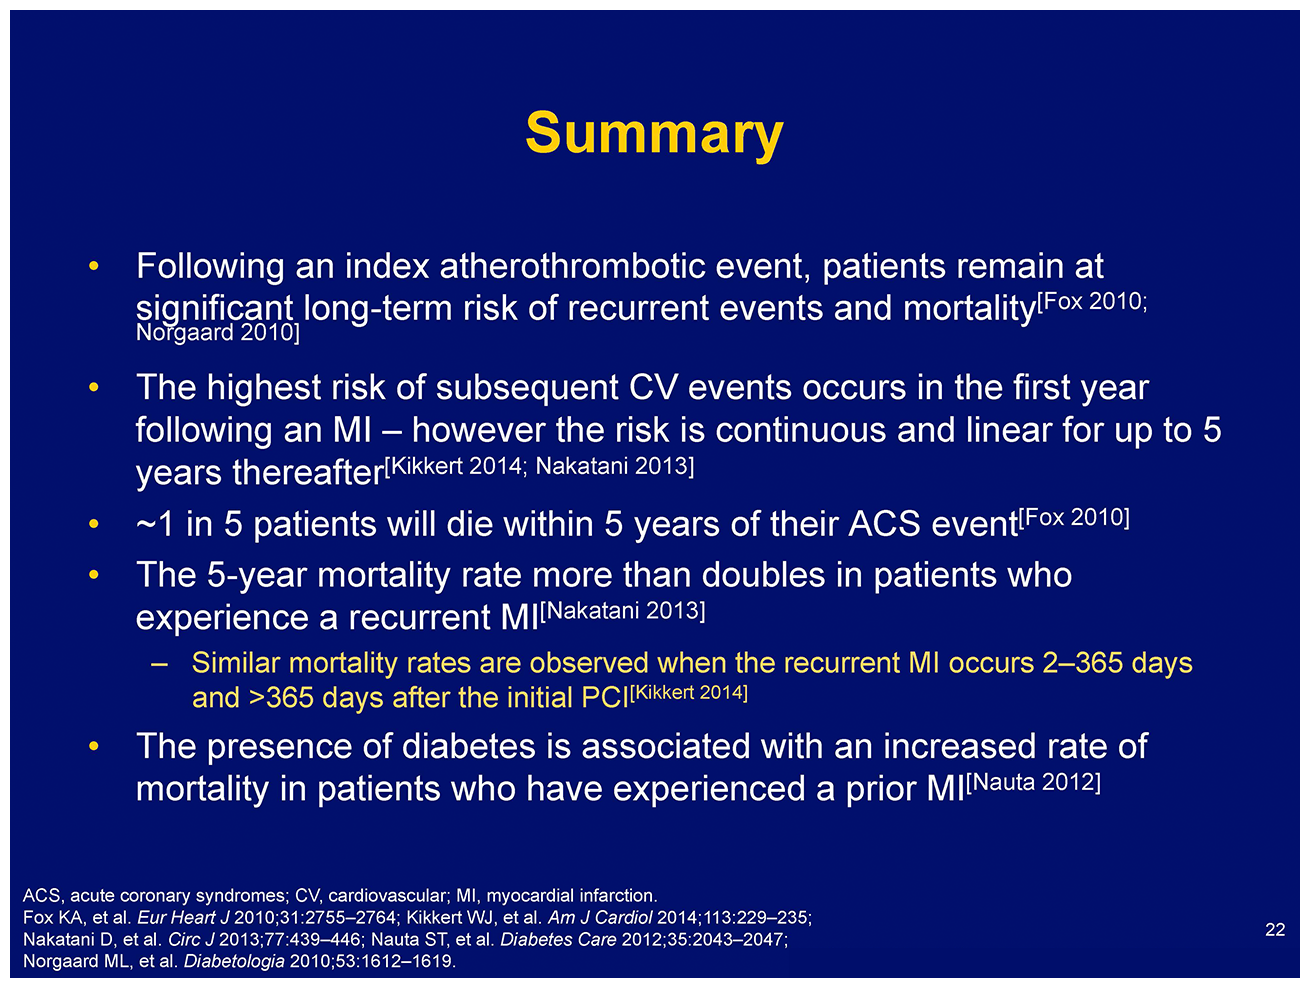 Summary
• Following an index atherothrombotic event, patients remain at
significant long-term risk of recurrent events and mortality[Fox 2010;
Norgaard 2010]
• The highest risk of subsequent CV events occurs in the first year
following an MI – however the risk is continuous and linear for up to 5
years thereafter[Kikkert 2014; Nakatani 2013]
• ~1 in 5 patients will die within 5 years of their ACS event[Fox 2010]
• The 5-year mortality rate more than doubles in patients who
experience a recurrent MI[Nakatani 2013]
– Similar mortality rates are observed when the recurrent MI occurs 2–365 days
and >365 days after the initial PCI[Kikkert 2014]
• The presence of diabetes is associated with an increased rate of
mortality in patients who have experienced a prior MI[Nauta 2012]
ACS, acute coronary syndromes; CV, cardiovascular; MI, myocardial infarction.
Fox KA, et al. Eur Heart J 2010;31:2755–2764; Kikkert WJ, et al. Am J Cardiol 2014;113:229–235;
Nakatani D, et al. Circ J 2013;77:439–446; Nauta ST, et al. Diabetes Care 2012;35:2043–2047;
Norgaard ML, et al. Diabetologia 2010;53:1612–1619.
22